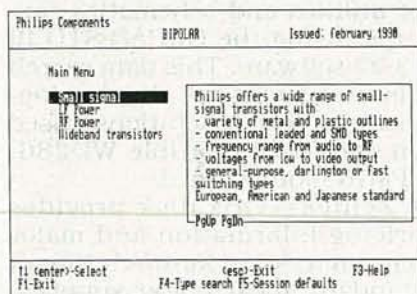 Philips Components
BIPOLAR
Issued: February 1990
Main Menu
Small signal
RF Power
Wideband transistors
Philips offers a wide range of small-
signal transistors with
- variety of metal and plastic outlines
- conventional leaded and SMD types
- frequency range from audio to RF
- voltages from low to video output
- general-purpose, darlington or fast
switching types
European, American and Japanese standard
PgUp PgDn
↑↓ <enter>-Select
<esc>-Exit
F3-Help
F1-Exit
F4-Type search F5-Session defaults